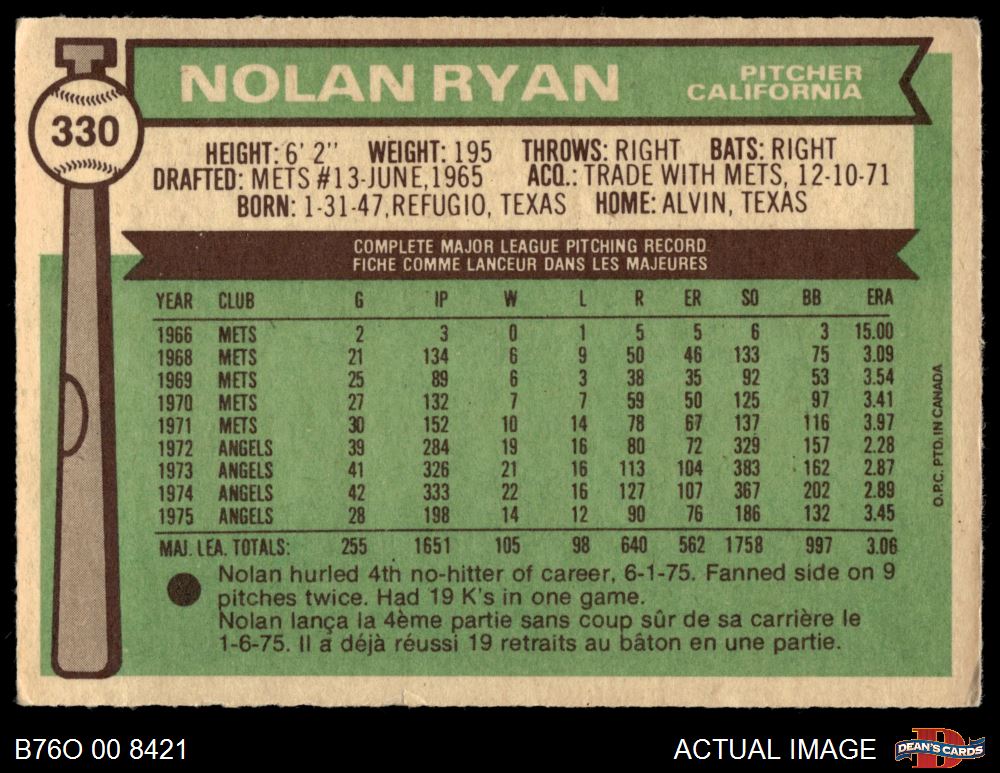 NOLAN RYAN
PITCHER
CALIFORNIA
330
HEIGHT: 6' 2" WEIGHT: 195 THROWS: RIGHT BATS: RIGHT
DRAFTED: METS #13-JUNE,1965 ACQ.: TRADE WITH METS, 12-10-71
BORN: 1-31-47,REFUGIO, TEXAS HOME: ALVIN, TEXAS
COMPLETE MAJOR LEAGUE PITCHING RECORD
FICHE COMME LANCEUR DANS LES MAJEURES
YEAR CLUB G IP W L R ER SO BB ERA
1966 METS 2 3 0 1 5 5 6 3 15.00
1968 METS 21 134 6 9 50 46 133 75 3.09
1969 METS 25 89 6 3 38 35 92 53 3.54
1970 METS 27 132 7 7 59 50 125 97 3.41
1971 METS 30 152 10 14 78 67 137 116 3.97
1972 ANGELS 39 284 19 16 80 72 329 157 2.28
1973 ANGELS 41 326 21 16 113 104 383 162 2.87
1974 ANGELS 42 333 22 16 127 107 367 202 2.89
1975 ANGELS 28 198 14 12 90 76 186 132 3.45
MAJ. LEA. TOTALS: 255 1651 105 98 640 562 1758 997 3.06
Nolan hurled 4th no-hitter of career, 6-1-75. Fanned side on 9
pitches twice. Had 19 K's in one game.
Nolan lança la 4ème partie sans coup sûr de sa carrière le
1-6-75. Il a déjà réussi 19 retraits au bâton en une partie.
O.P.C. PTD. IN CANADA
B76O 00 8421
ACTUAL IMAGE
D
DEAN'S CARDS